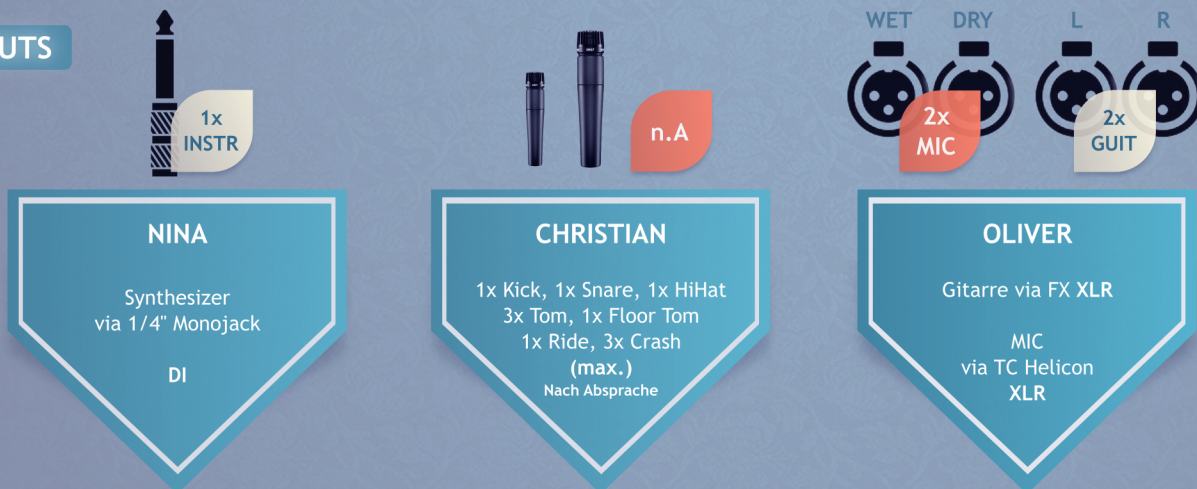 UTS
1x
INSTR
n.A
WET DRY L R
2x
MIC
2x
GUIT
NINA
Synthesizer
via 1/4" Monojack
DI
CHRISTIAN
1x Kick, 1x Snare, 1x HiHat
3x Tom, 1x Floor Tom
1x Ride, 3x Crash
(max.)
Nach Absprache
OLIVER
Gitarre via FX XLR
MIC
via TC Helicon
XLR